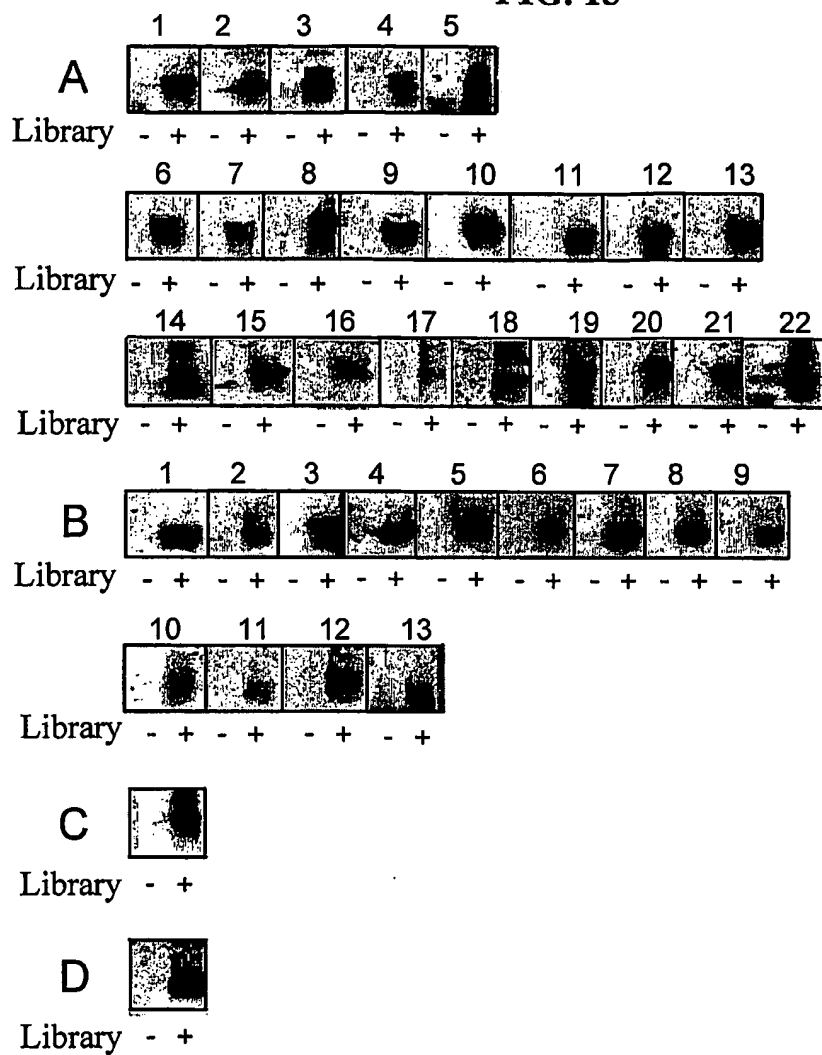 1 2 3 4 5
A
Library - + - + - + - + - +
6 7 8 9 10 11 12 13
Library - + - + - + - + - + - + - + - +
14 15 16 17 18 19 20 21 22
Library - + - + - + - + - + - + - + - + - +
1 2 3 4 5 6 7 8 9
B
Library - + - + - + - + - + - + - + - + - +
10 11 12 13
Library - + - + - + - +
C
Library - +
D
Library - +